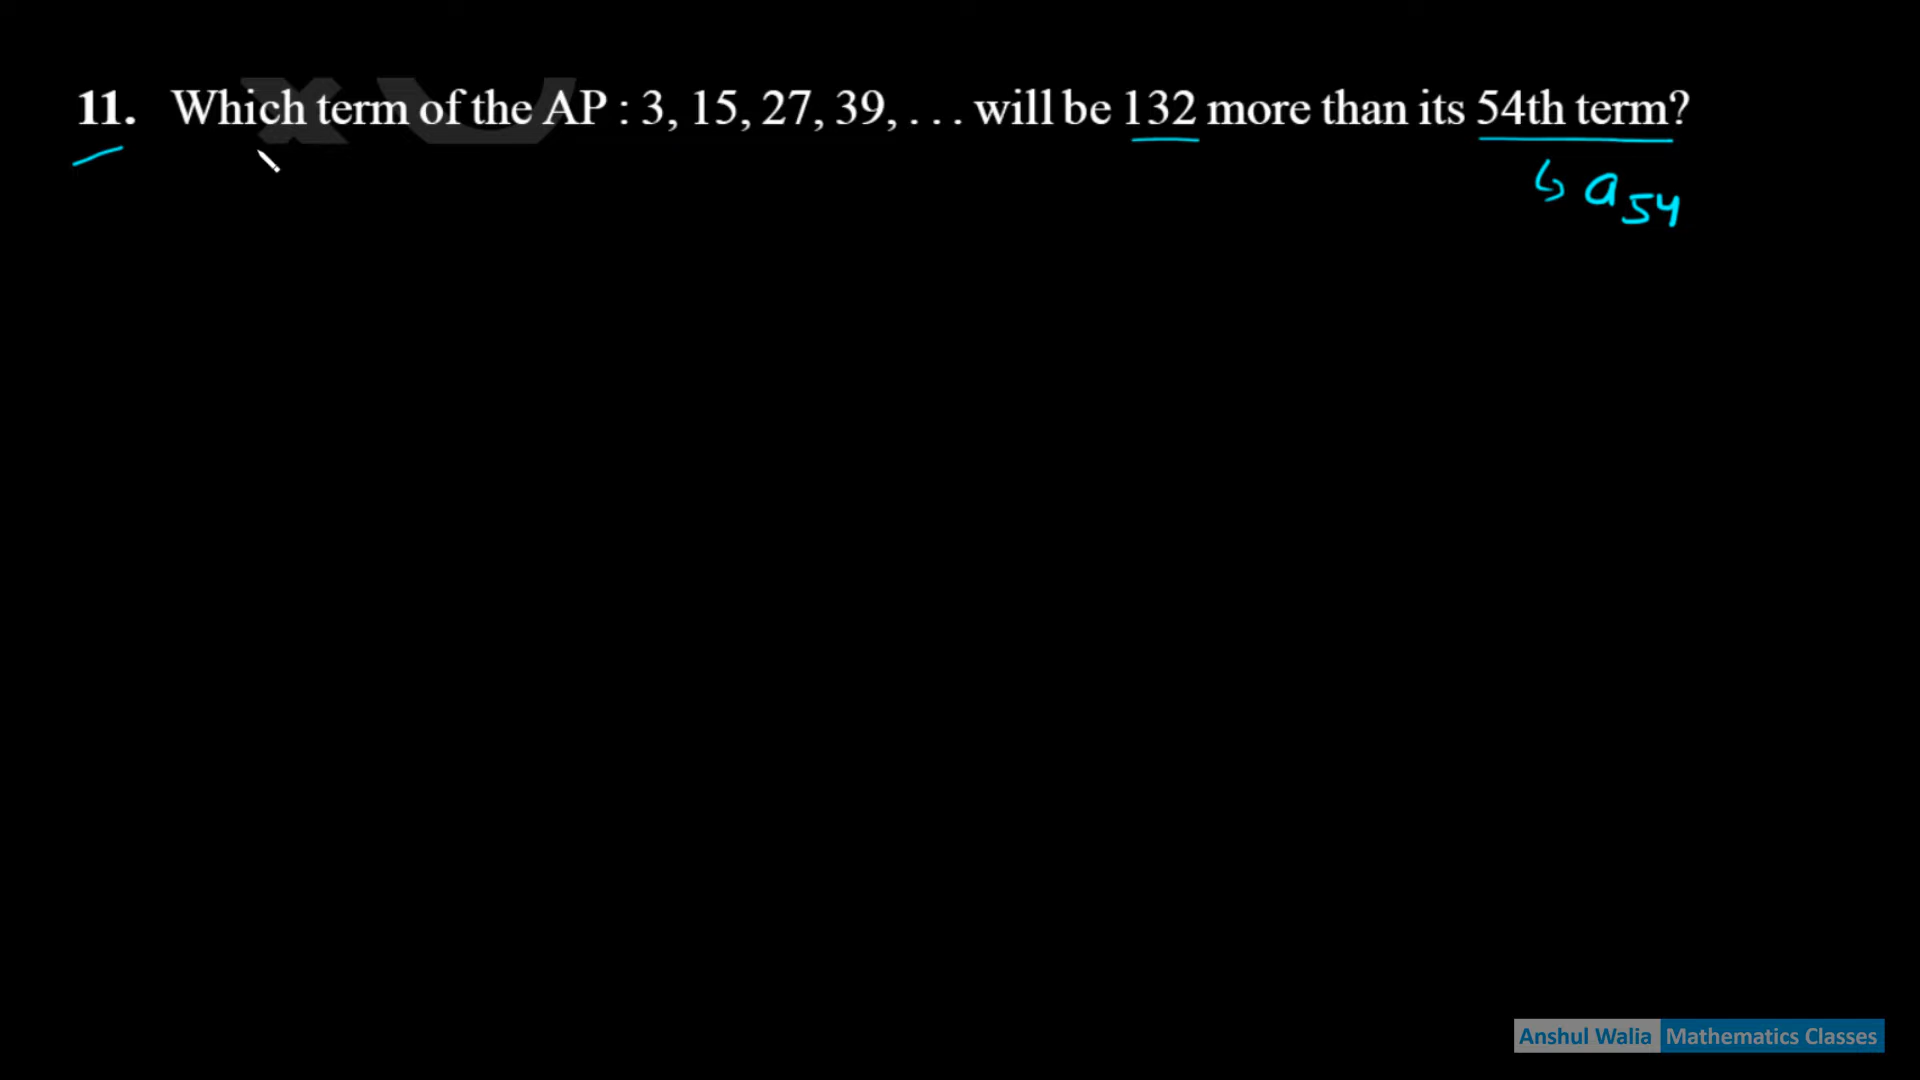 11. Which term of the AP : 3, 15, 27, 39, . . . will be 132 more than its 54th term?
↳ a₅₄
Anshul Walia Mathematics Classes